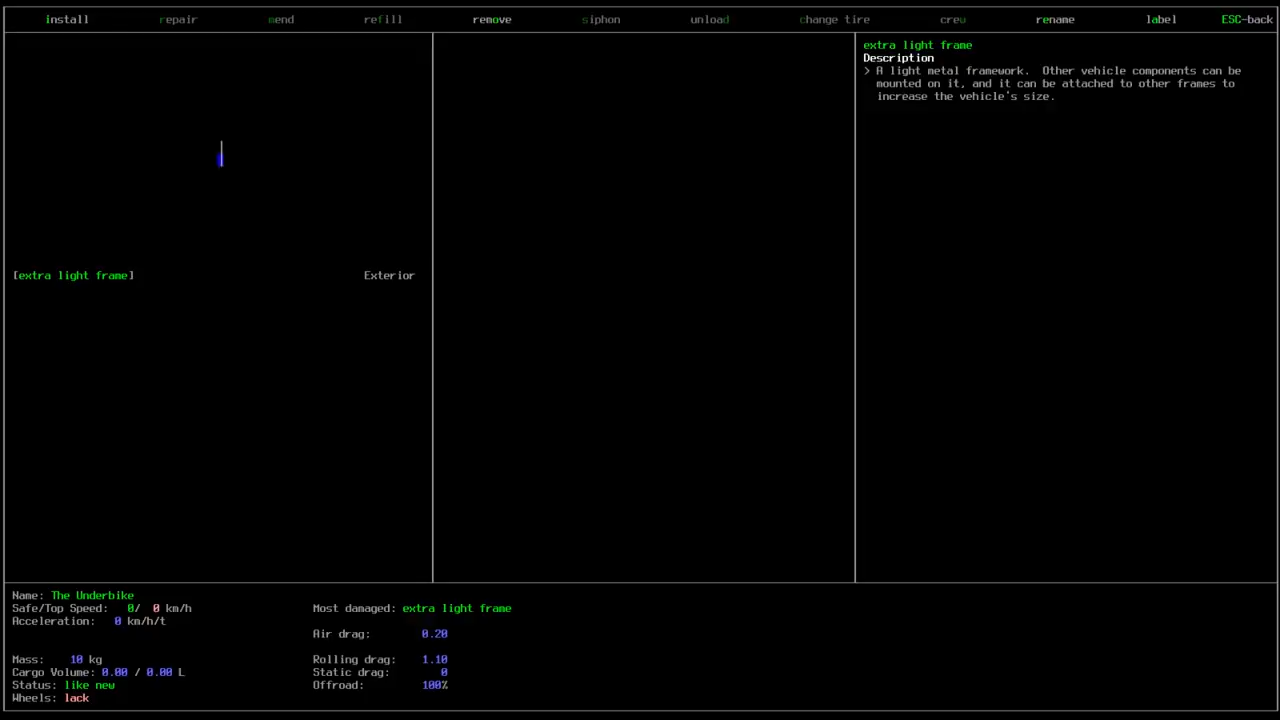 install repair mend refill remove siphon unload change tire crew rename label ESC-back
extra light frame
Description
> A light metal framework. Other vehicle components can be
mounted on it, and it can be attached to other frames to
increase the vehicle's size.
[extra light frame] Exterior
Name: The Underbike
Safe/Top Speed: 0/ 0 km/h Most damaged: extra light frame
Acceleration: 0 km/h/t
Air drag: 0.20
Mass: 10 kg Rolling drag: 1.10
Cargo Volume: 0.00 / 0.00 L Static drag: 0
Status: like new Offroad: 100%
Wheels: lack